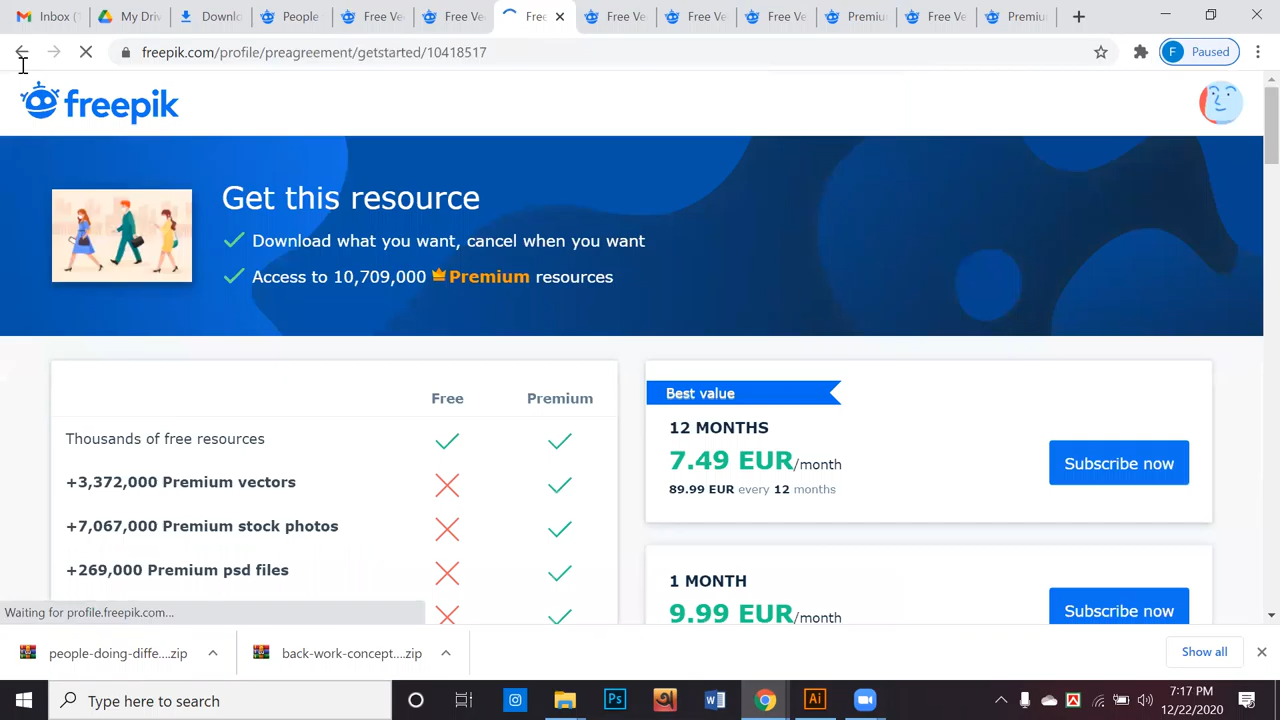 Inbox (
My Driv
Downlo
People
Free Ve
Free Ve
Fre
Free Ve
Free Ve
Free Ve
Premiu
Free Ve
Premiu
freepik.com/profile/preagreement/getstarted/10418517
F
Paused
freepik
Get this resource
Download what you want, cancel when you want
Access to 10,709,000 Premium resources
Free Premium
Thousands of free resources
+3,372,000 Premium vectors
+7,067,000 Premium stock photos
+269,000 Premium psd files
Best value
12 MONTHS
7.49 EUR/month
89.99 EUR every 12 months
Subscribe now
1 MONTH
9.99 EUR/month
Subscribe now
Waiting for profile.freepik.com...
people-doing-diffe....zip
back-work-concept....zip
Show all
Type here to search
Ps
Ai
7:17 PM
12/22/2020